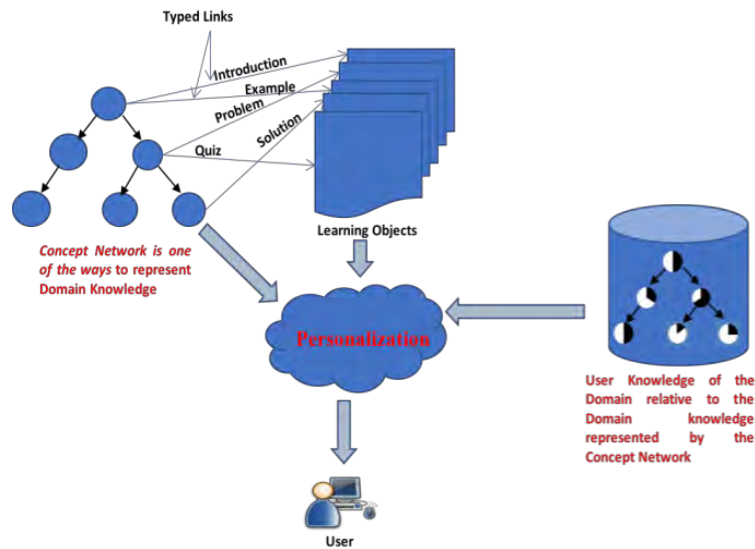 Typed Links
Introduction
Example
Problem
Solution
Quiz
Learning Objects
Concept Network is one
of the ways to represent
Domain Knowledge
Personalization
User Knowledge of the
Domain relative to the
Domain knowledge
represented by the
Concept Network
User